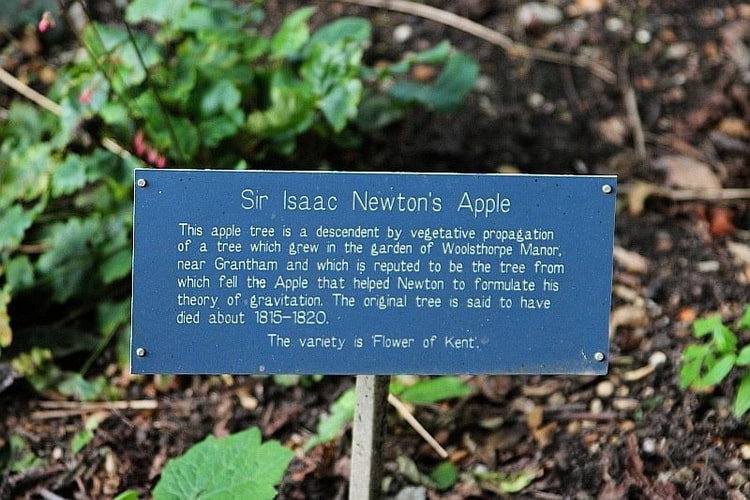 Sir Isaac Newton's Apple
This apple tree is a descendent by vegetative propagation
of a tree which grew in the garden of Woolsthorpe Manor,
near Grantham and which is reputed to be the tree from
which fell the Apple that helped Newton to formulate his
theory of gravitation. The original tree is said to have
died about 1815-1820.
The variety is 'Flower of Kent'.